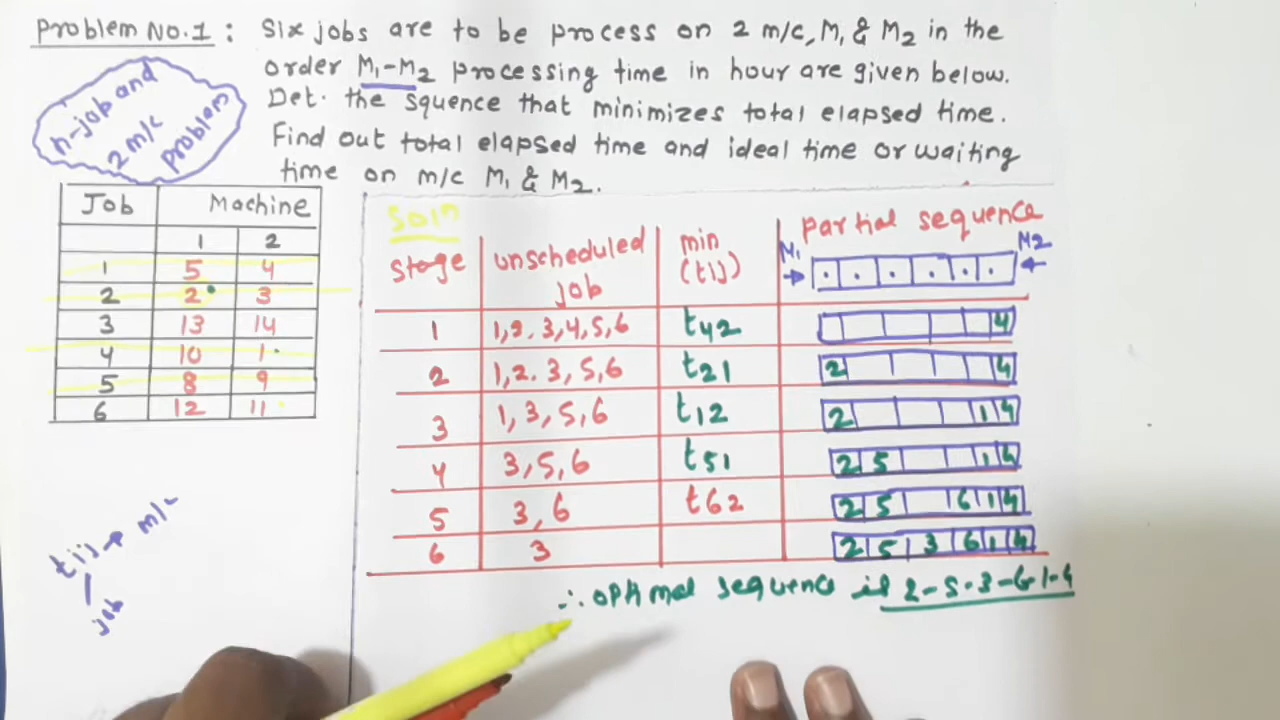 Problem No.1 : Six jobs are to be process on 2 m/c, M1 & M2 in the
order M1-M2 processing time in hour are given below.
Det. the squence that minimizes total elapsed time.
Find out total elapsed time and ideal time or waiting
time on m/c M1 & M2.
n-job and
2 m/c
problem
Job Machine
1 2
1 5 4
2 2 3
3 13 14
4 10 1
5 8 9
6 12 11
tij → m/c
job
Soln
stage unscheduled job min (tij) partial sequence
M1 M2
1 1,2,3,4,5,6 t42 4
2 1,2,3,5,6 t21 2 4
3 1,3,5,6 t12 2 1 4
4 3,5,6 t51 2 5 1 4
5 3,6 t62 2 5 6 1 4
6 3 2 5 3 6 1 4
∴ optimal sequence is 2-5-3-6-1-4